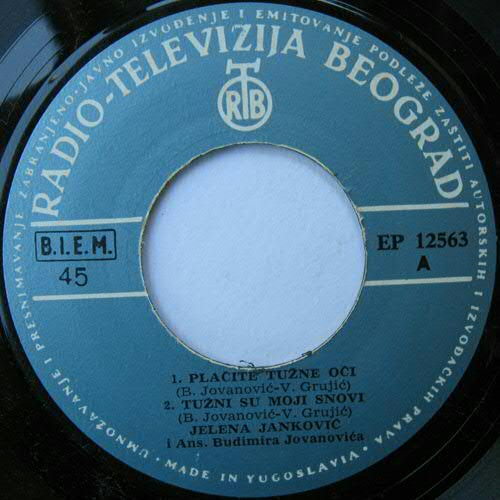 UMNOŽAVANJE I PRESNIMAVANJE ZABRANJENO·JAVNO IZVOĐENJE I EMITOVANJE PODLEŽE ZAŠTITI AUTORSKIH I IZVOĐAČKIH PRAVA·
RADIO-TELEVIZIJA BEOGRAD
RTB
B.I.E.M.
45
EP 12563
A
1. PLAČITE TUŽNE OČI
(B. Jovanović-V. Grujić)
2. TUŽNI SU MOJI SNOVI
(B. Jovanović-V. Grujić)
JELENA JANKOVIĆ
i Ans. Budimira Jovanovića
MADE IN YUGOSLAVIA·